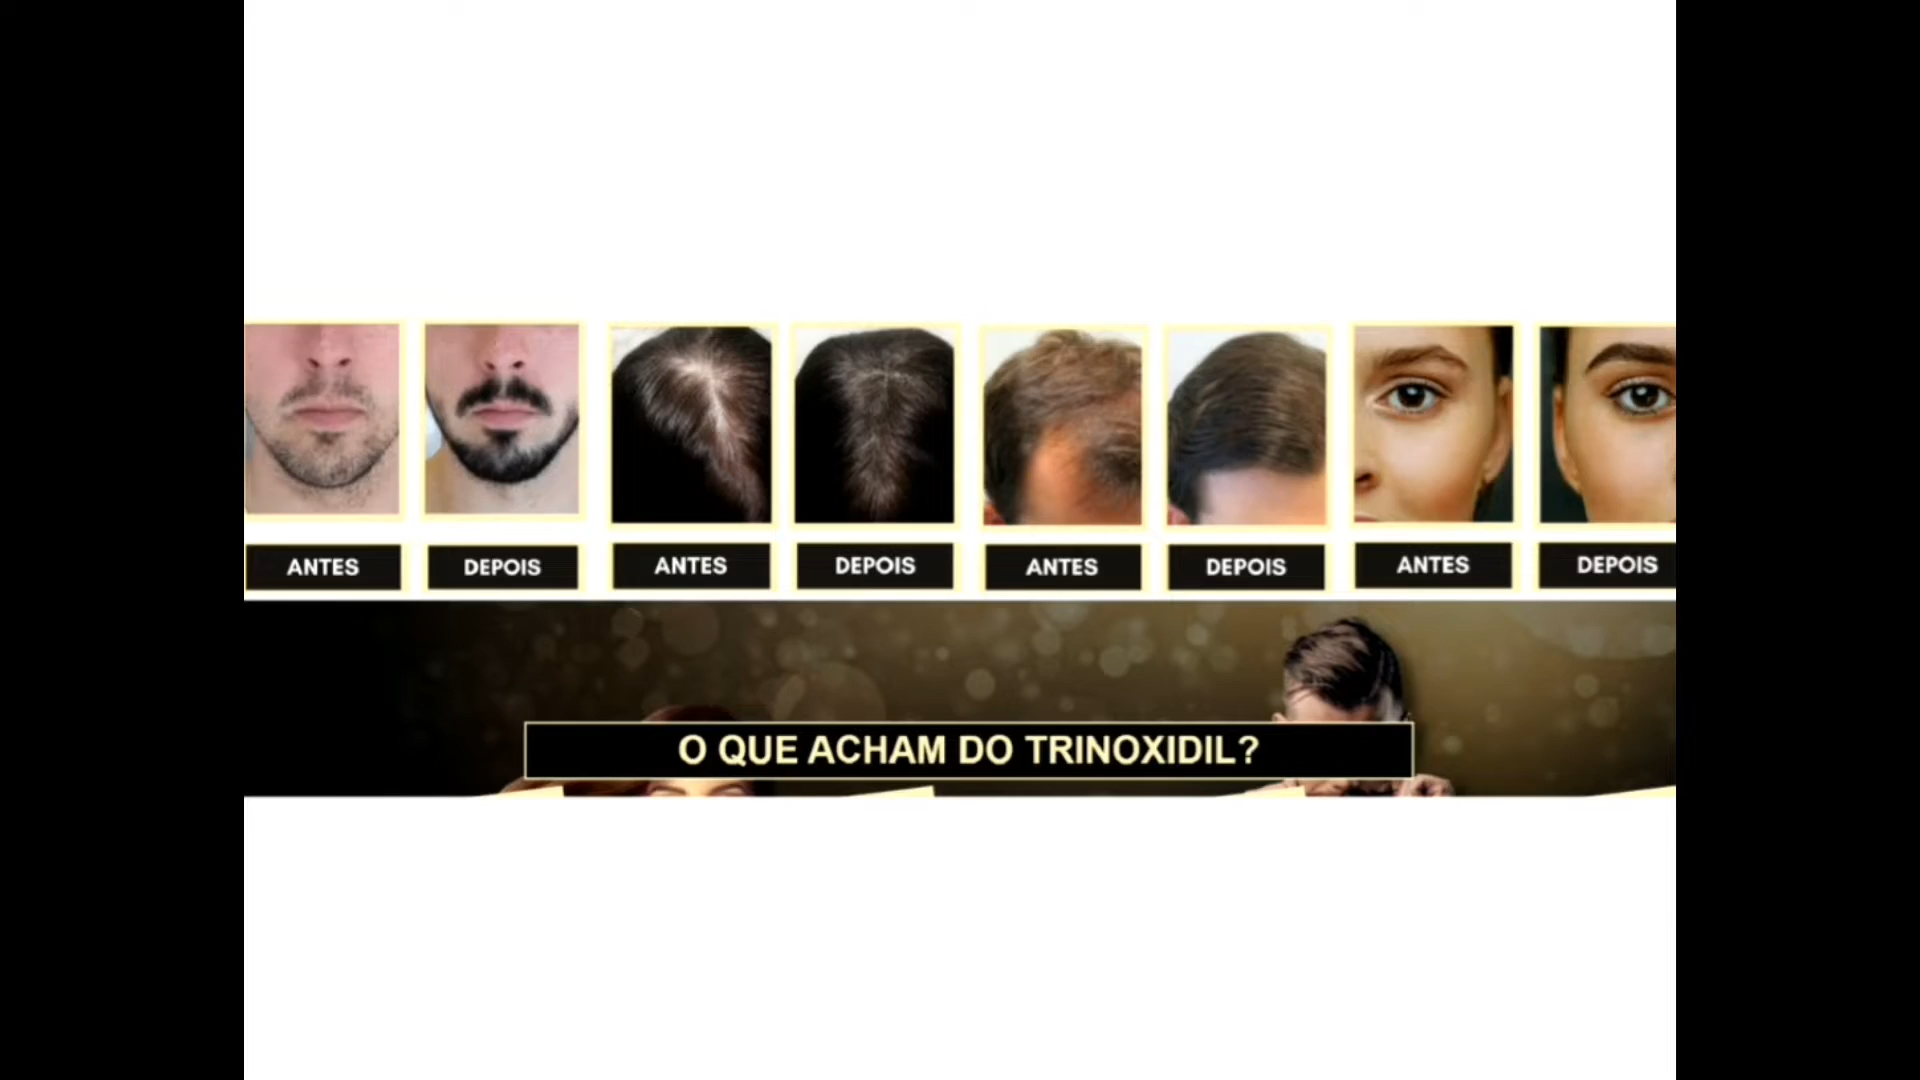 ANTES DEPOIS ANTES DEPOIS ANTES DEPOIS ANTES DEPOIS
O QUE ACHAM DO TRINOXIDIL?